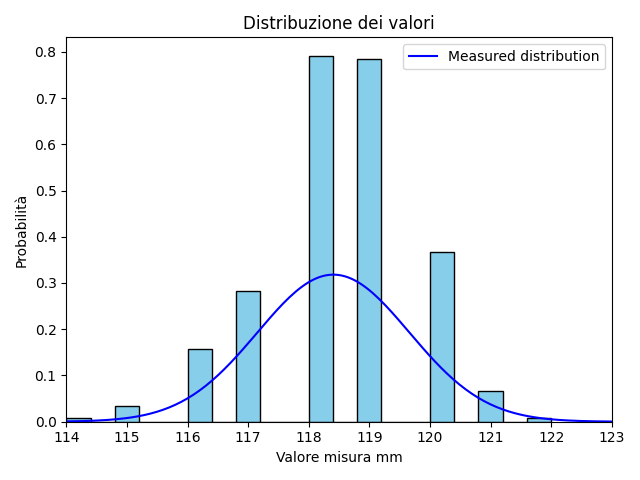 Distribuzione dei valori
Measured distribution
0.8
0.7
0.6
0.5
0.4
0.3
0.2
0.1
0.0
Probabilità
114 115 116 117 118 119 120 121 122 123
Valore misura mm